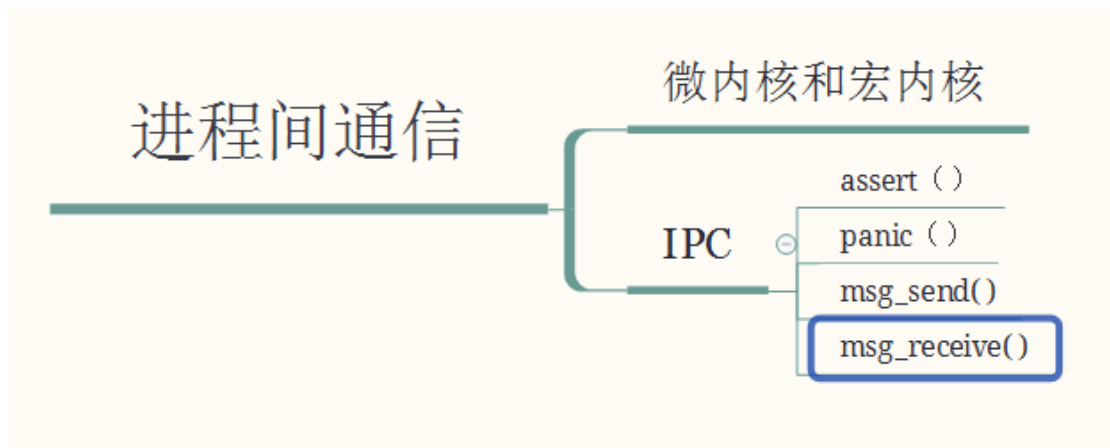 进程间通信
微内核和宏内核
IPC
assert（）
panic（）
msg_send()
msg_receive()